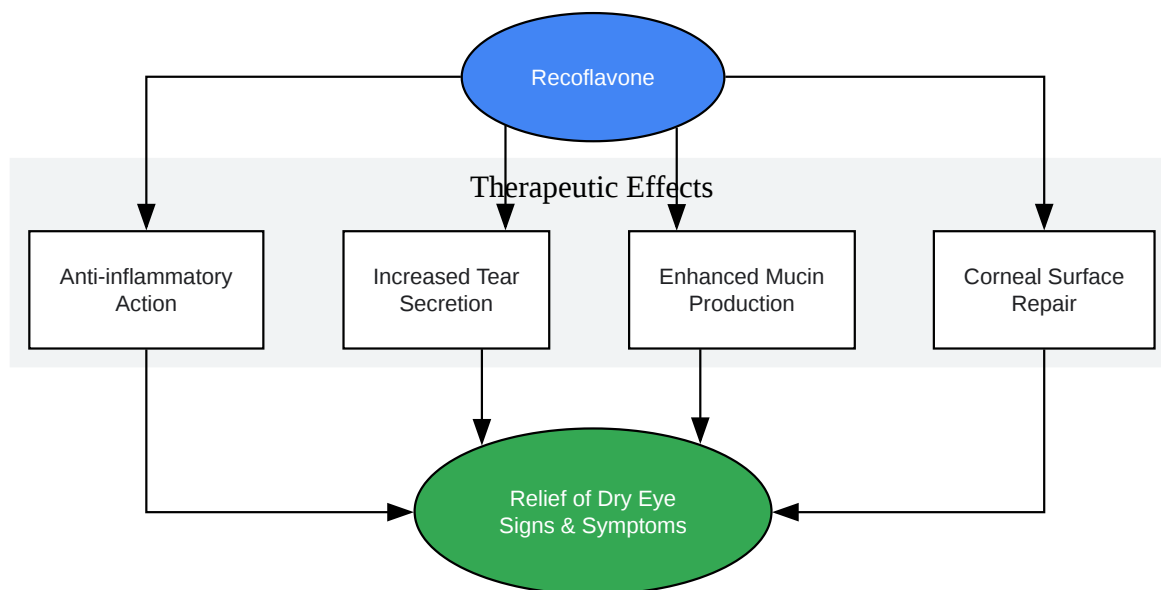 Recoflavone
Therapeutic Effects
Anti-inflammatory
Action
Increased Tear
Secretion
Enhanced Mucin
Production
Corneal Surface
Repair
Relief of Dry Eye
Signs & Symptoms